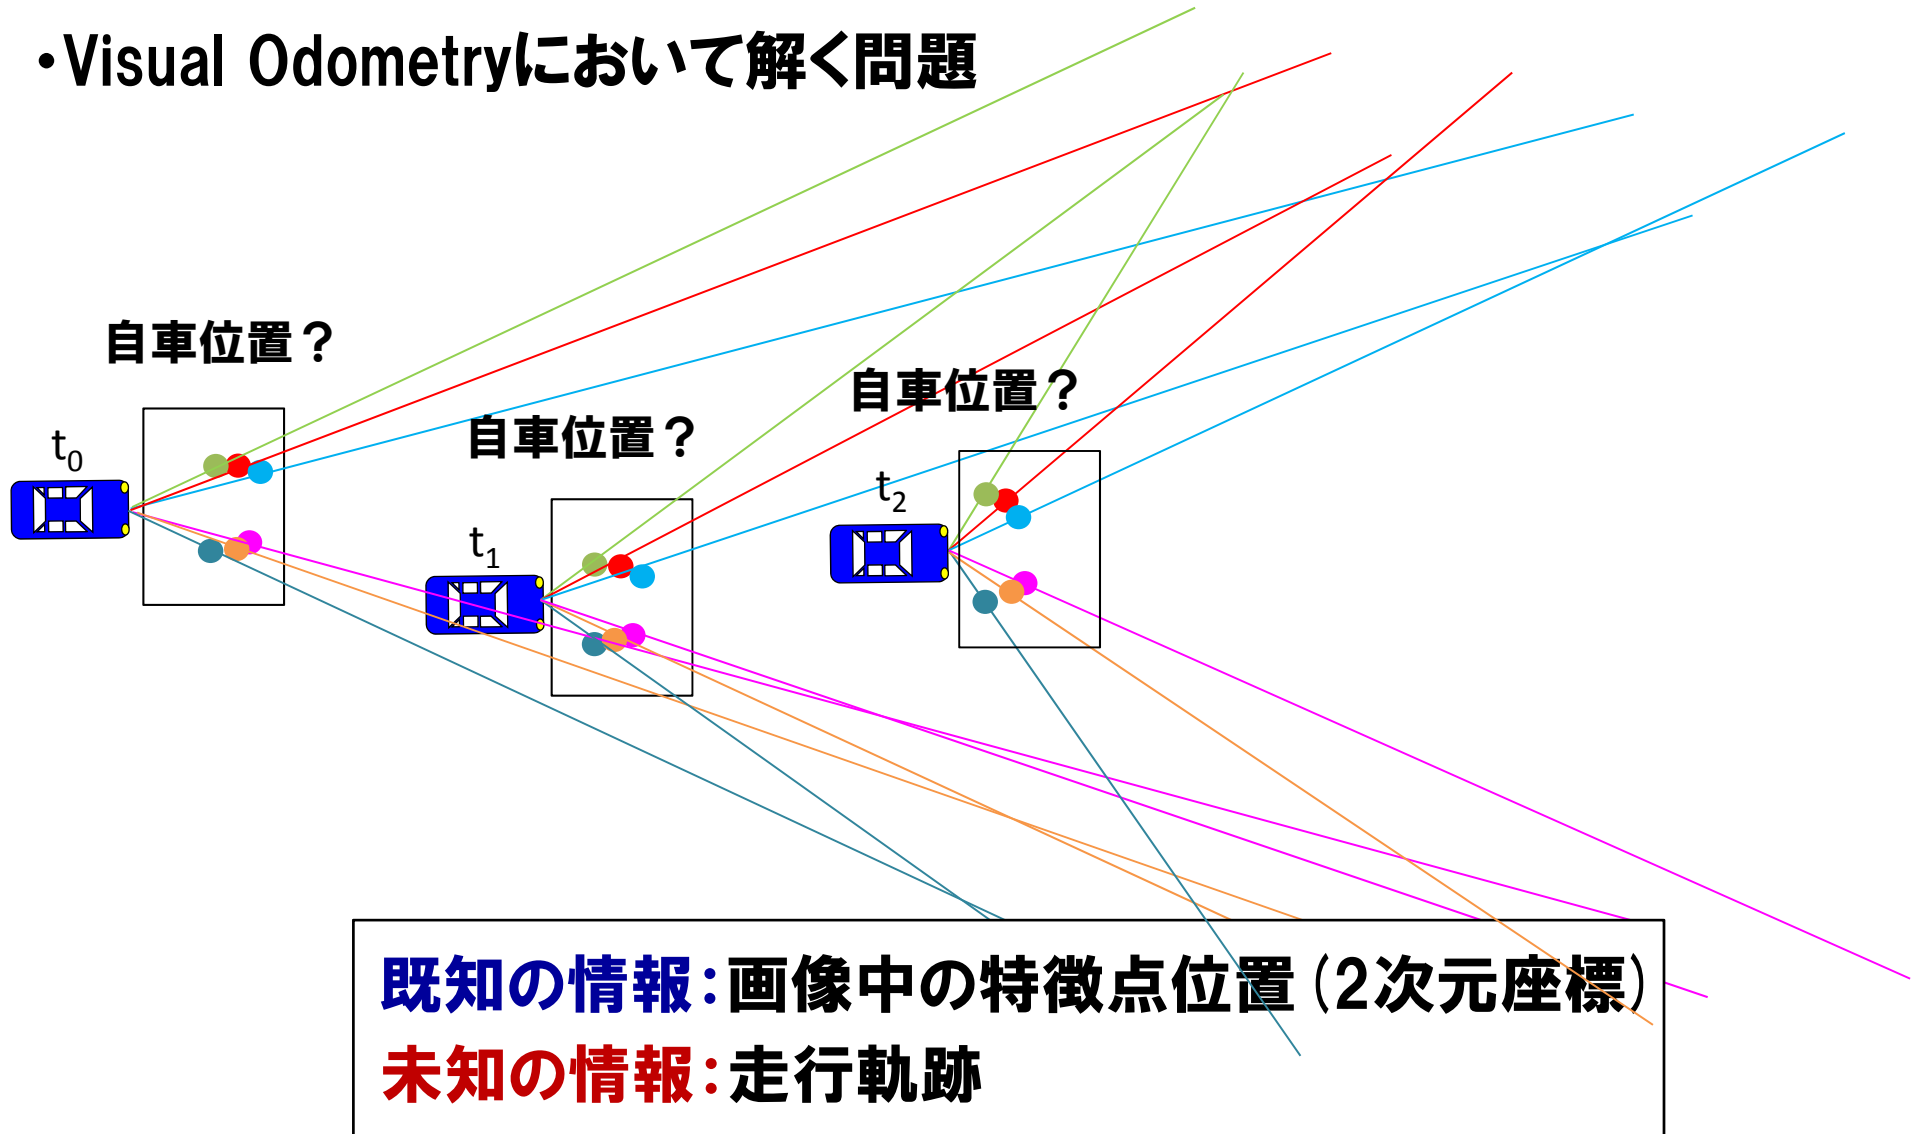 ・Visual Odometryにおいて解く問題
自車位置？
自車位置？
自車位置？
t0
t1
t2
既知の情報：画像中の特徴点位置（2次元座標）
未知の情報：走行軌跡